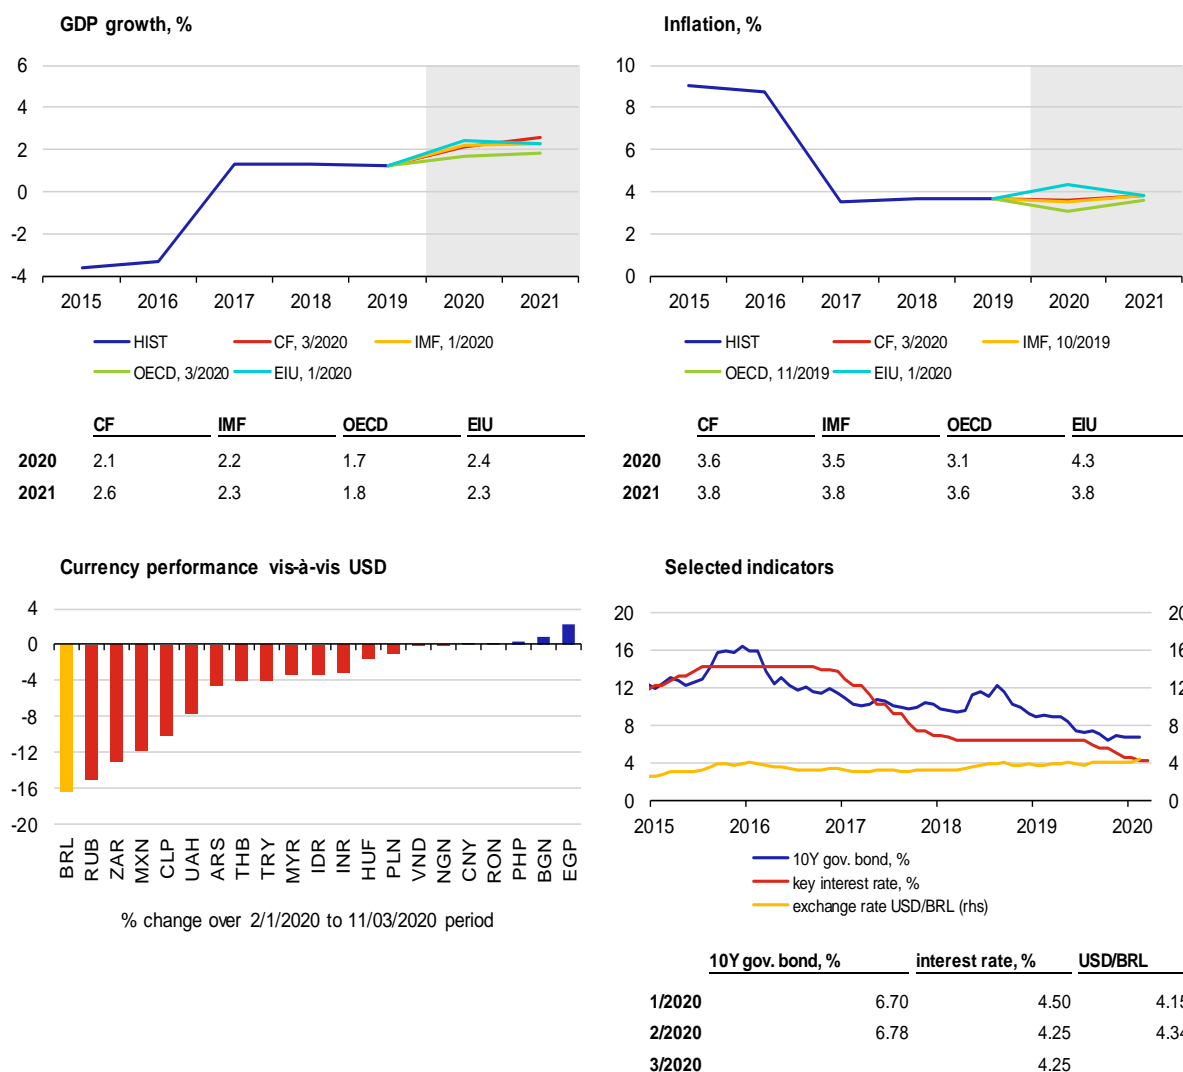 GDP growth, %
6
4
2
0
-2
-4
2015 2016 2017 2018 2019 2020 2021
HIST CF, 3/2020 IMF, 1/2020
OECD, 3/2020 EIU, 1/2020
CF IMF OECD EIU
2020 2.1 2.2 1.7 2.4
2021 2.6 2.3 1.8 2.3
Inflation, %
10
8
6
4
2
0
2015 2016 2017 2018 2019 2020 2021
HIST CF, 3/2020 IMF, 10/2019
OECD, 11/2019 EIU, 1/2020
CF IMF OECD EIU
2020 3.6 3.5 3.1 4.3
2021 3.8 3.8 3.6 3.8
Currency performance vis-à-vis USD
4
0
-4
-8
-12
-16
-20
BRL RUB ZAR MXN CLP UAH ARS THB TRY MYR IDR INR HUF PLN VND NGN CNY RON PHP BGN EGP
% change over 2/1/2020 to 11/03/2020 period
Selected indicators
20 20
16 16
12 12
8 8
4 4
0 0
2015 2016 2017 2018 2019 2020
10Y gov. bond, %
key interest rate, %
exchange rate USD/BRL (rhs)
10Y gov. bond, % interest rate, % USD/BRL
1/2020 6.70 4.50 4.15
2/2020 6.78 4.25 4.34
3/2020 4.25